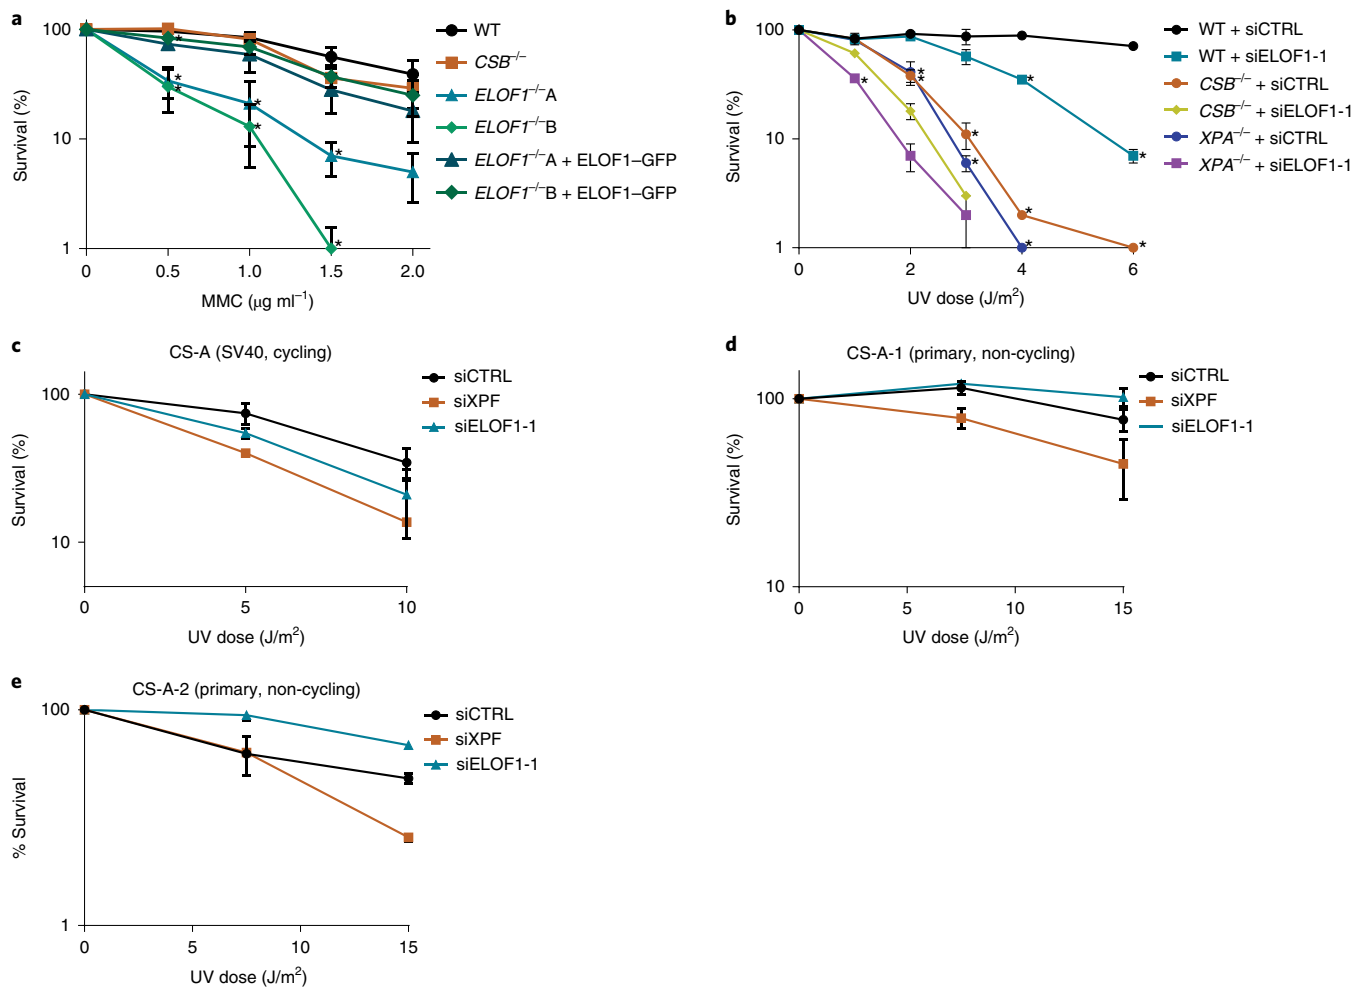 a
100
10
1
Survival (%)
0
0.5
1.0
1.5
2.0
MMC (µg ml⁻¹)
* * * * * * *
WT
CSB⁻/⁻
ELOF1⁻/⁻A
ELOF1⁻/⁻B
ELOF1⁻/⁻A + ELOF1–GFP
ELOF1⁻/⁻B + ELOF1–GFP
b
100
10
1
Survival (%)
0
2
4
6
UV dose (J/m²)
* * * * * * * * * *
WT + siCTRL
WT + siELOF1-1
CSB⁻/⁻ + siCTRL
CSB⁻/⁻ + siELOF1-1
XPA⁻/⁻ + siCTRL
XPA⁻/⁻ + siELOF1-1
c
CS-A (SV40, cycling)
100
10
Survival (%)
0
5
10
UV dose (J/m²)
siCTRL
siXPF
siELOF1-1
d
CS-A-1 (primary, non-cycling)
100
10
Survival (%)
0
5
10
15
UV dose (J/m²)
siCTRL
siXPF
siELOF1-1
e
CS-A-2 (primary, non-cycling)
100
1
% Survival
0
5
10
15
UV dose (J/m²)
siCTRL
siXPF
siELOF1-1